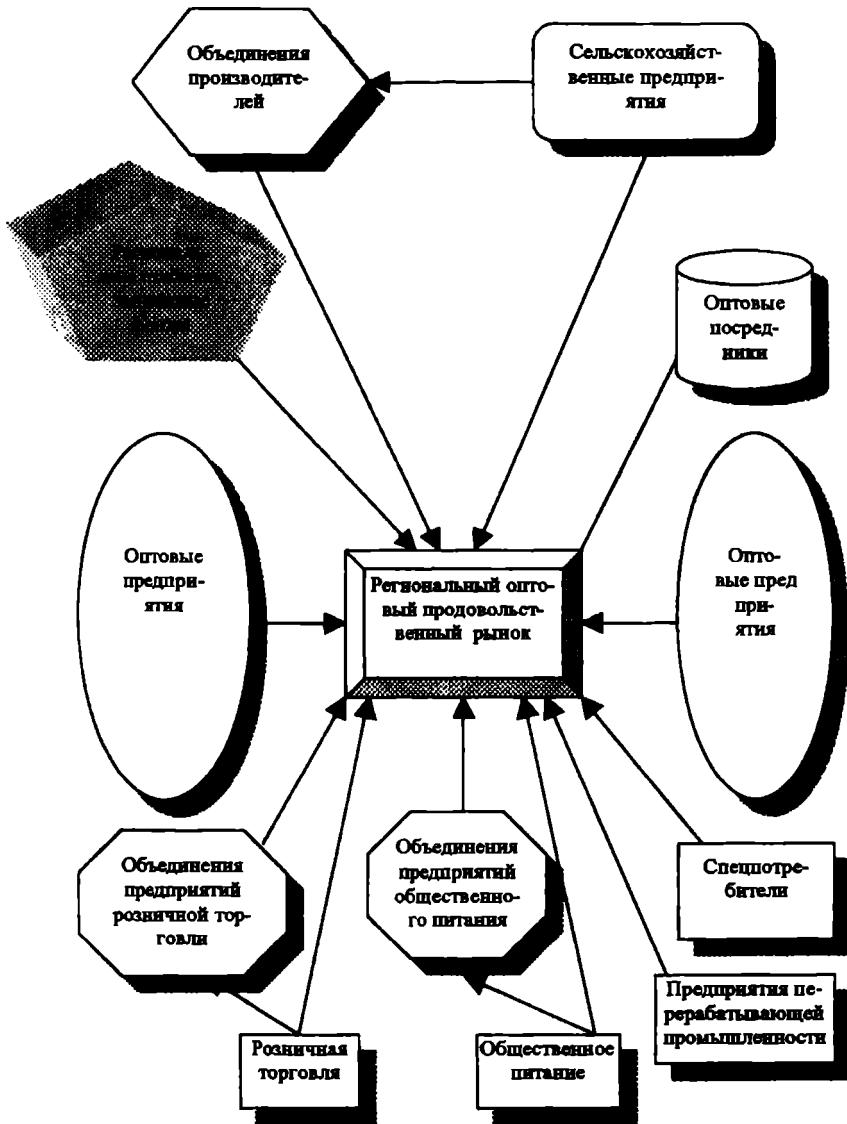 Объединения
производите-
лей
Сельскохозяйст-
венные предпри-
ятия
Оптовые
посред-
ники
Оптовые
предпри-
ятия
Региональный опто-
вый продовольст-
венный рынок
Опто-
вые пред
при-
ятия
Объединения
предприятий
розничной тор-
говли
Объединения
предприятий
общественно-
го питания
Спецпотре-
бители
Предприятия пе-
рерабатывающей
промышленности
Розничная
торговля
Общественное
питание